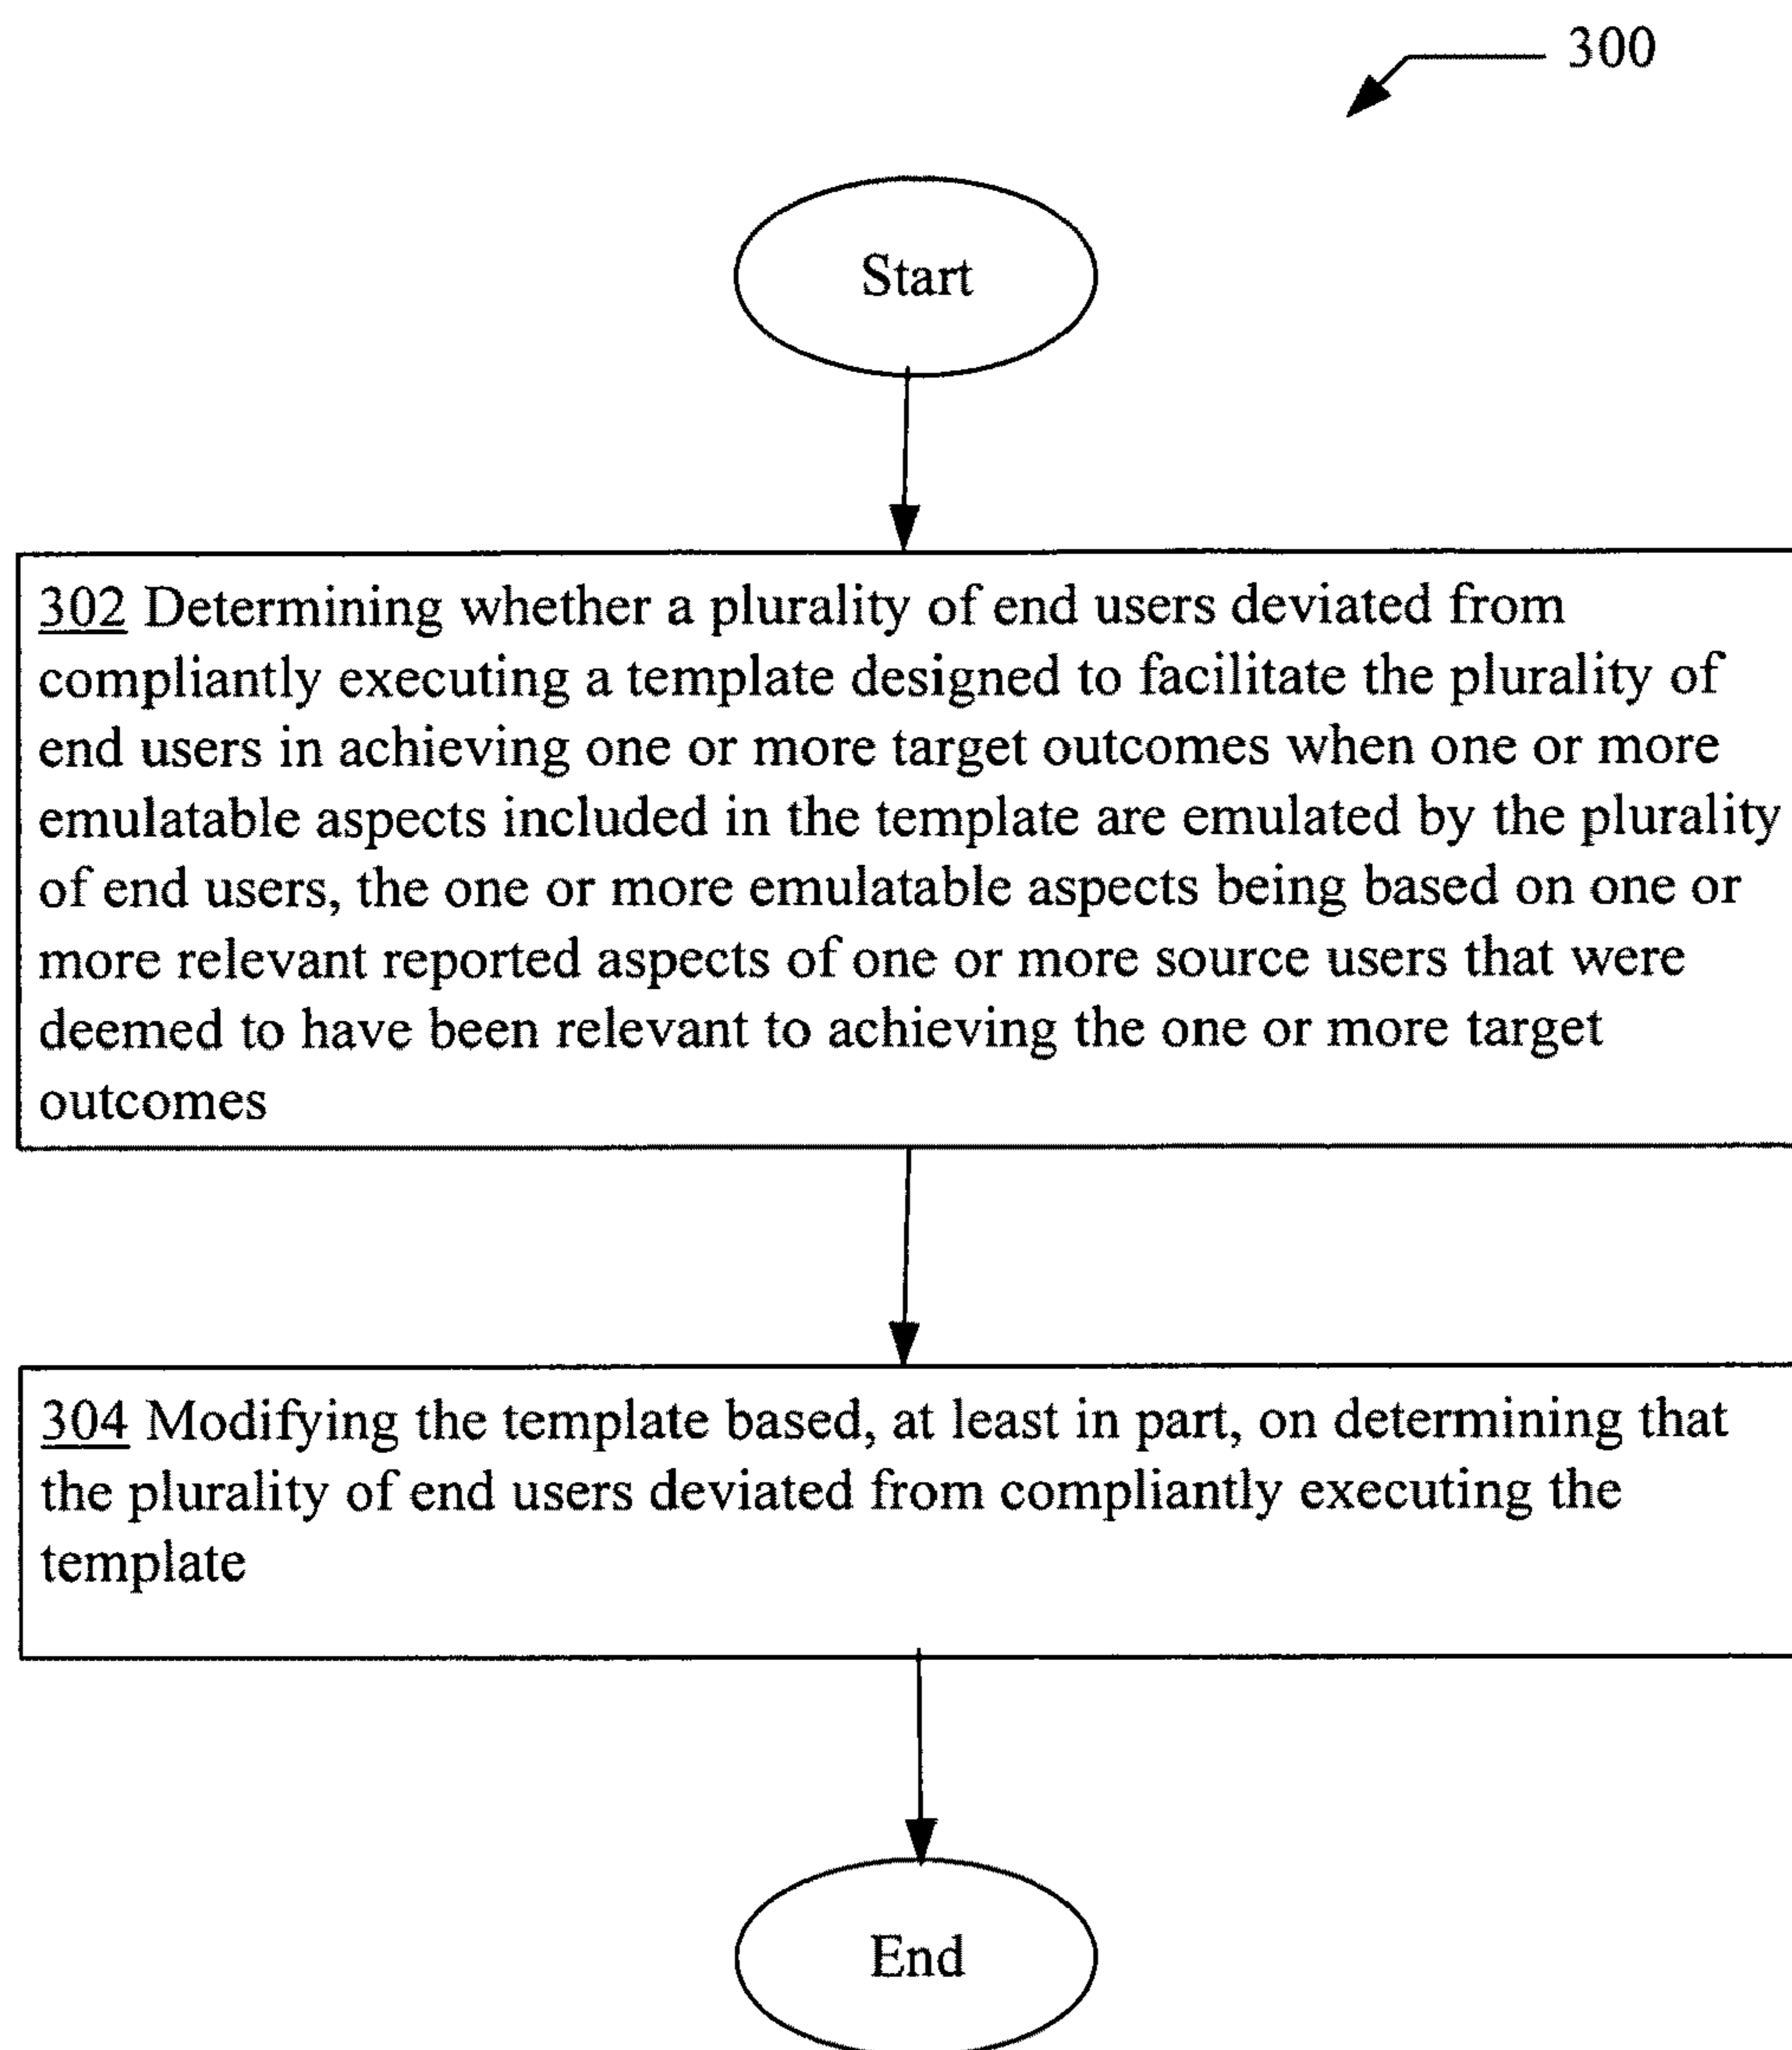 300
Start
302 Determining whether a plurality of end users deviated from
compliantly executing a template designed to facilitate the plurality of
end users in achieving one or more target outcomes when one or more
emulatable aspects included in the template are emulated by the plurality
of end users, the one or more emulatable aspects being based on one or
more relevant reported aspects of one or more source users that were
deemed to have been relevant to achieving the one or more target
outcomes
304 Modifying the template based, at least in part, on determining that
the plurality of end users deviated from compliantly executing the
template
End